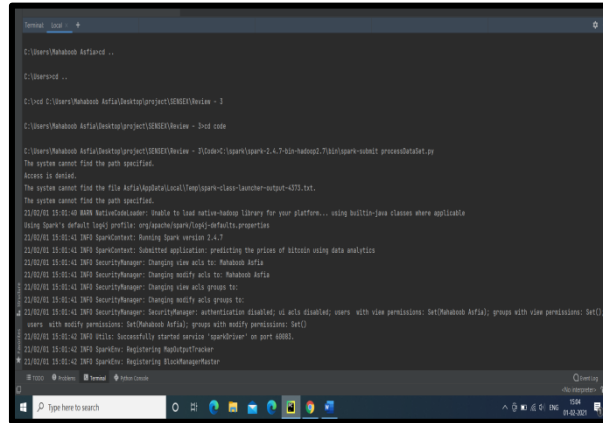 Terminal: Local × +
C:\Users\Mahaboob Asfia>cd ..
C:\Users>cd ..
C:\>cd C:\Users\Mahaboob Asfia\Desktop\project\SENSEX\Review - 3
C:\Users\Mahaboob Asfia\Desktop\project\SENSEX\Review - 3>cd code
C:\Users\Mahaboob Asfia\Desktop\project\SENSEX\Review - 3\Code>C:\spark\spark-2.4.7-bin-hadoop2.7\bin\spark-submit processDataSet.py
The system cannot find the path specified.
Access is denied.
The system cannot find the file Asfia\AppData\Local\Temp\spark-class-launcher-output-4373.txt.
The system cannot find the path specified.
21/02/01 15:01:40 WARN NativeCodeLoader: Unable to load native-hadoop library for your platform... using builtin-java classes where applicable
Using Spark's default log4j profile: org/apache/spark/log4j-defaults.properties
21/02/01 15:01:41 INFO SparkContext: Running Spark version 2.4.7
21/02/01 15:01:41 INFO SparkContext: Submitted application: predicting the prices of bitcoin using data analytics
21/02/01 15:01:41 INFO SecurityManager: Changing view acls to: Mahaboob Asfia
21/02/01 15:01:41 INFO SecurityManager: Changing modify acls to: Mahaboob Asfia
21/02/01 15:01:41 INFO SecurityManager: Changing view acls groups to:
21/02/01 15:01:41 INFO SecurityManager: Changing modify acls groups to:
21/02/01 15:01:41 INFO SecurityManager: SecurityManager: authentication disabled; ui acls disabled; users with view permissions: Set(Mahaboob Asfia); groups with view permissions: Set();
users with modify permissions: Set(Mahaboob Asfia); groups with modify permissions: Set()
21/02/01 15:01:42 INFO Utils: Successfully started service 'sparkDriver' on port 60083.
21/02/01 15:01:42 INFO SparkEnv: Registering MapOutputTracker
21/02/01 15:01:42 INFO SparkEnv: Registering BlockManagerMaster
Structure
Favorites
TODO Problems Terminal Python Console Event Log
<No interpreter>
Type here to search ENG 15:04
01-02-2021